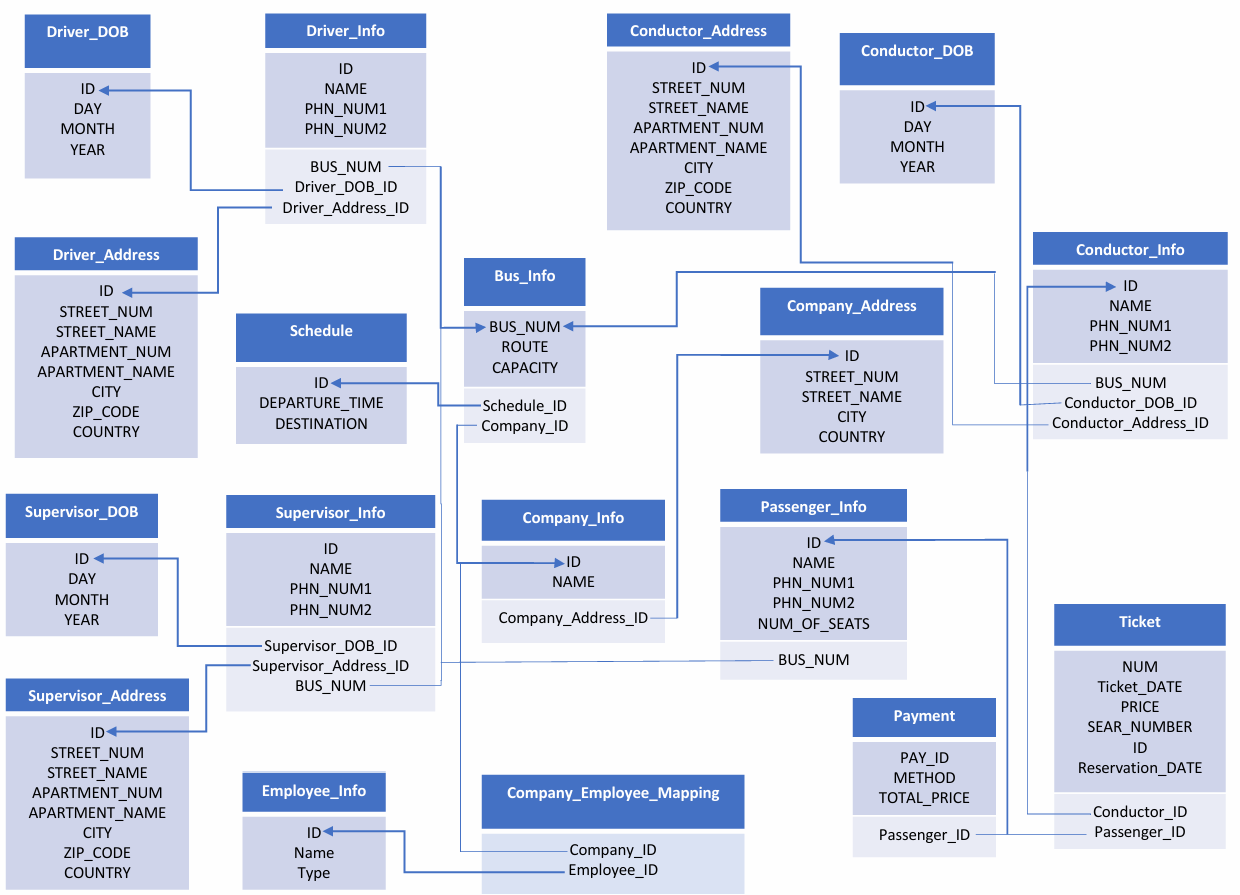 Driver_DOB
ID
DAY
MONTH
YEAR
Driver_Info
ID
NAME
PHN_NUM1
PHN_NUM2
BUS_NUM
Driver_DOB_ID
Driver_Address_ID
Conductor_Address
ID
STREET_NUM
STREET_NAME
APARTMENT_NUM
APARTMENT_NAME
CITY
ZIP_CODE
COUNTRY
Conductor_DOB
ID
DAY
MONTH
YEAR
Driver_Address
ID
STREET_NUM
STREET_NAME
APARTMENT_NUM
APARTMENT_NAME
CITY
ZIP_CODE
COUNTRY
Schedule
ID
DEPARTURE_TIME
DESTINATION
Bus_Info
BUS_NUM
ROUTE
CAPACITY
Schedule_ID
Company_ID
Company_Address
ID
STREET_NUM
STREET_NAME
CITY
COUNTRY
Conductor_Info
ID
NAME
PHN_NUM1
PHN_NUM2
BUS_NUM
Conductor_DOB_ID
Conductor_Address_ID
Supervisor_DOB
ID
DAY
MONTH
YEAR
Supervisor_Info
ID
NAME
PHN_NUM1
PHN_NUM2
Supervisor_DOB_ID
Supervisor_Address_ID
BUS_NUM
Company_Info
ID
NAME
Company_Address_ID
Passenger_Info
ID
NAME
PHN_NUM1
PHN_NUM2
NUM_OF_SEATS
BUS_NUM
Ticket
NUM
Ticket_DATE
PRICE
SEAR_NUMBER
ID
Reservation_DATE
Conductor_ID
Passenger_ID
Supervisor_Address
ID
STREET_NUM
STREET_NAME
APARTMENT_NUM
APARTMENT_NAME
CITY
ZIP_CODE
COUNTRY
Employee_Info
ID
Name
Type
Company_Employee_Mapping
Company_ID
Employee_ID
Payment
PAY_ID
METHOD
TOTAL_PRICE
Passenger_ID